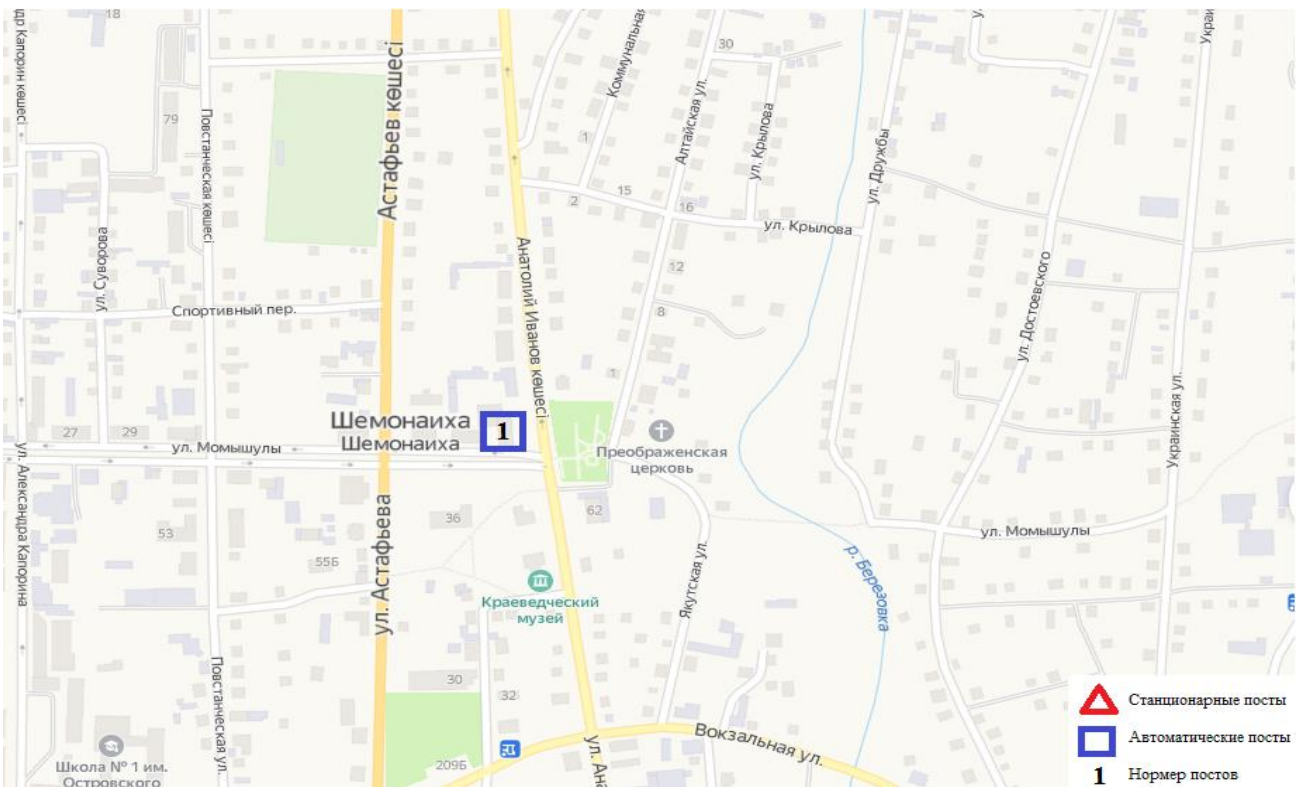 18
др Капорин көшесі
79
Повстанческая көшесі
Астафьев көшесі
Коммунальная
30
Алтайская ул.
ул. Крылова
1
15
2
16
ул. Крылова
ул. Дружбы
Украи
ул. Суворова
Спортивный пер.
Анатолий Иванов көшесі
12
8
1
ул. Достоевского
Украинская ул.
Шемонаиха
Шемонаиха
1
27
29
ул. Момышулы
Преображенская
церковь
ул. Александра Капорина
53
55Б
36
62
ул. Астафьева
ул. Момышулы
Якутская ул.
р. Березовка
Краеведческий
музей
Повстанческая ул.
30
32
209Б
Школа № 1 им.
Островского
ул. Ана
Вокзальная ул.
Станционарные посты
Автоматические посты
1 Нормер постов